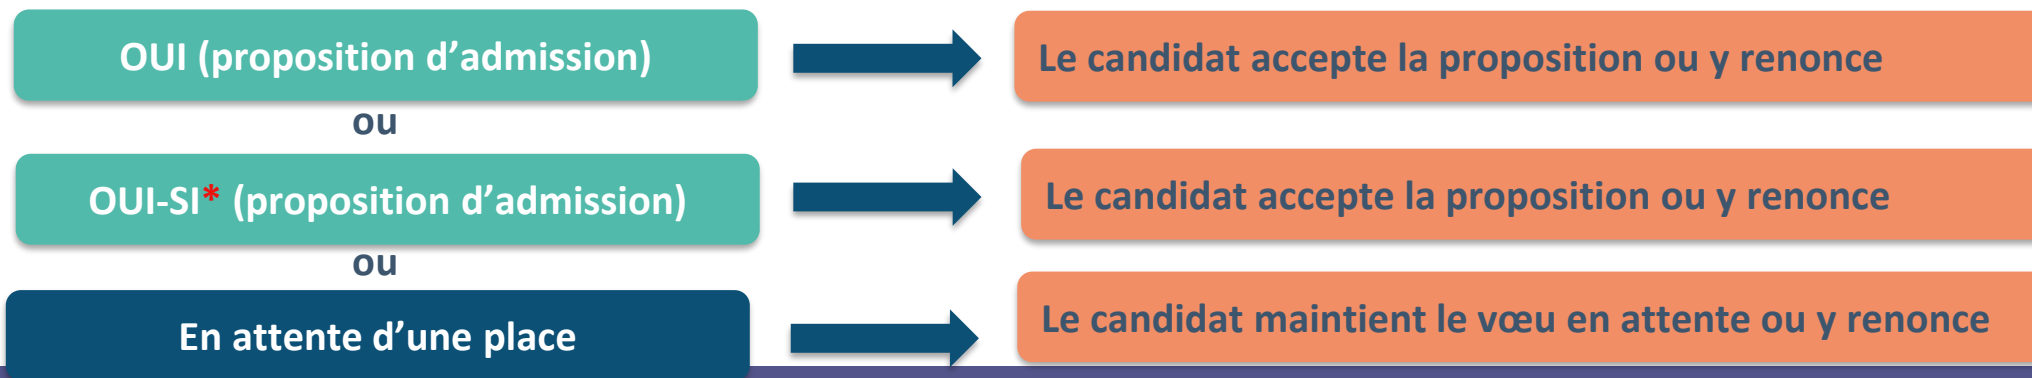 OUI (proposition d’admission)
Le candidat accepte la proposition ou y renonce
ou
OUI-SI* (proposition d’admission)
Le candidat accepte la proposition ou y renonce
ou
En attente d’une place
Le candidat maintient le vœu en attente ou y renonce